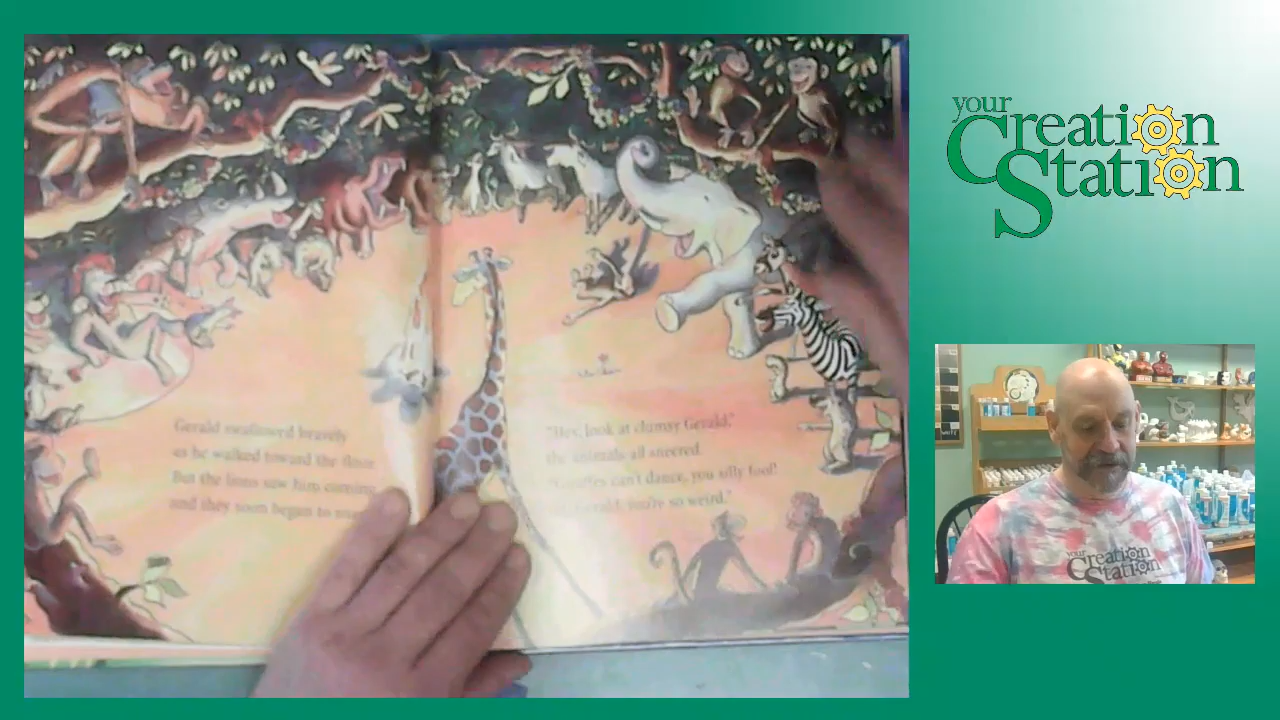 Gerald swallowed bravely
as he walked toward the floor.
But the lions saw him coming
and they soon began to
"Hey, look at clumsy Gerald,"
the animals all sneered.
"Giraffes can't dance, you silly fool!
Gerald, you're so weird."
your
Creation
Station
your
Creation
Station